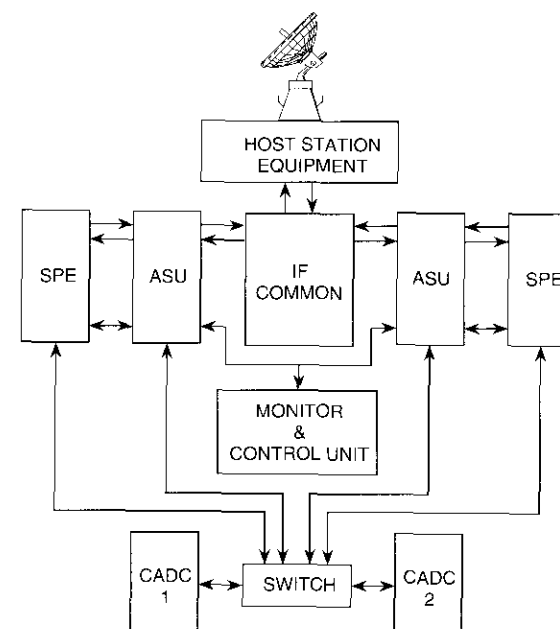 HOST STATION
EQUIPMENT
SPE
ASU
IF
COMMON
ASU
SPE
MONITOR
&
CONTROL UNIT
CADC
1
SWITCH
CADC
2